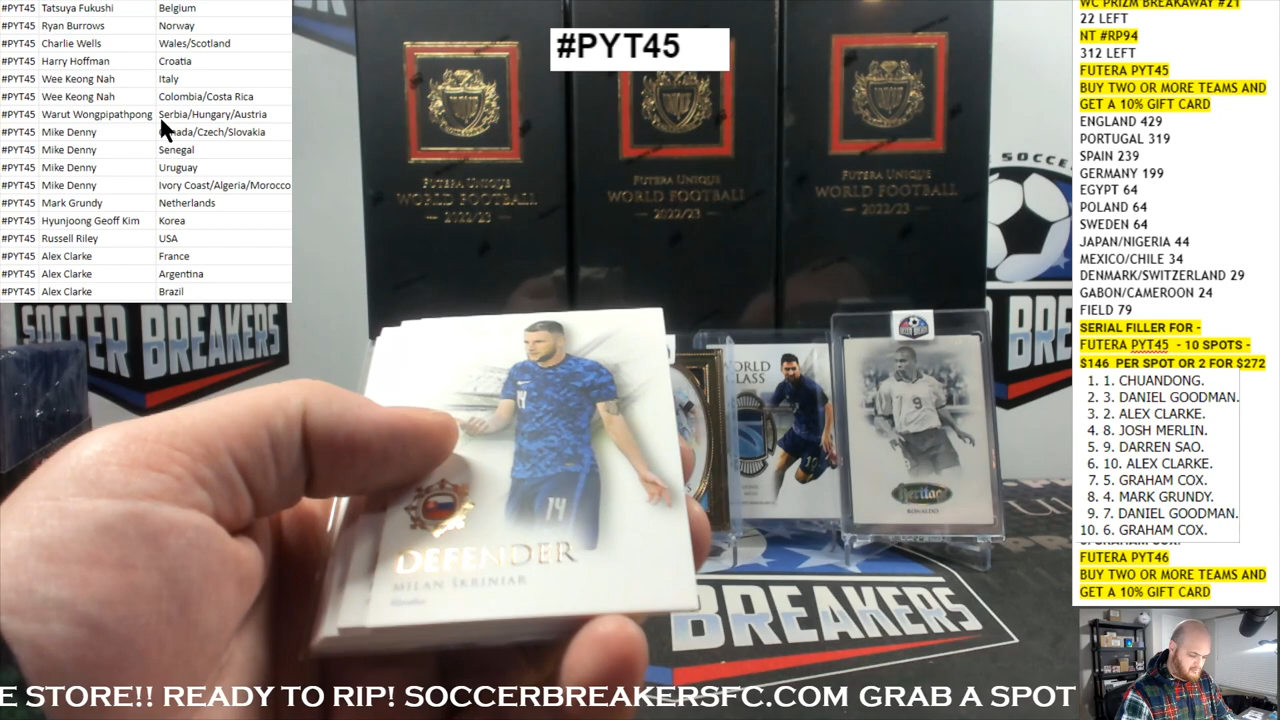 #PYT45 Tatsuya Fukushi Belgium
#PYT45 Ryan Burrows Norway
#PYT45 Charlie Wells Wales/Scotland
#PYT45 Harry Hoffman Croatia
#PYT45 Wee Keong Nah Italy
#PYT45 Wee Keong Nah Colombia/Costa Rica
#PYT45 Warut Wongpipathpong Serbia/Hungary/Austria
#PYT45 Mike Denny nada/Czech/Slovakia
#PYT45 Mike Denny Senegal
#PYT45 Mike Denny Uruguay
#PYT45 Mike Denny Ivory Coast/Algeria/Morocco
#PYT45 Mark Grundy Netherlands
#PYT45 Hyunjoong Geoff Kim Korea
#PYT45 Russell Riley USA
#PYT45 Alex Clarke France
#PYT45 Alex Clarke Argentina
#PYT45 Alex Clarke Brazil
#PYT45
FUTERA UNIQUE
WORLD FOOTBALL
2022/23
FUTERA UNIQUE
WORLD FOOTBALL
2022/23
FUTERA UNIQUE
WORLD FOOTBALL
2022/23
SOCCER
BREAKERS
WORLD
CLASS
7 9
Heritage
RONALDO
14
DEFENDER
MILAN ŠKRINIAR
BREAKERS
WC PRIZM BREAKAWAY #21
22 LEFT
NT #RP94
312 LEFT
FUTERA PYT45
BUY TWO OR MORE TEAMS AND
GET A 10% GIFT CARD
ENGLAND 429
PORTUGAL 319
SPAIN 239
GERMANY 199
EGYPT 64
POLAND 64
SWEDEN 64
JAPAN/NIGERIA 44
MEXICO/CHILE 34
DENMARK/SWITZERLAND 29
GABON/CAMEROON 24
FIELD 79
SERIAL FILLER FOR -
FUTERA PYT45 - 10 SPOTS -
$146 PER SPOT OR 2 FOR $272
1. 1. CHUANDONG.
2. 3. DANIEL GOODMAN.
3. 2. ALEX CLARKE.
4. 8. JOSH MERLIN.
5. 9. DARREN SAO.
6. 10. ALEX CLARKE.
7. 5. GRAHAM COX.
8. 4. MARK GRUNDY.
9. 7. DANIEL GOODMAN.
10. 6. GRAHAM COX.
FUTERA PYT46
BUY TWO OR MORE TEAMS AND
GET A 10% GIFT CARD
E STORE!! READY TO RIP! SOCCERBREAKERSFC.COM GRAB A SPOT